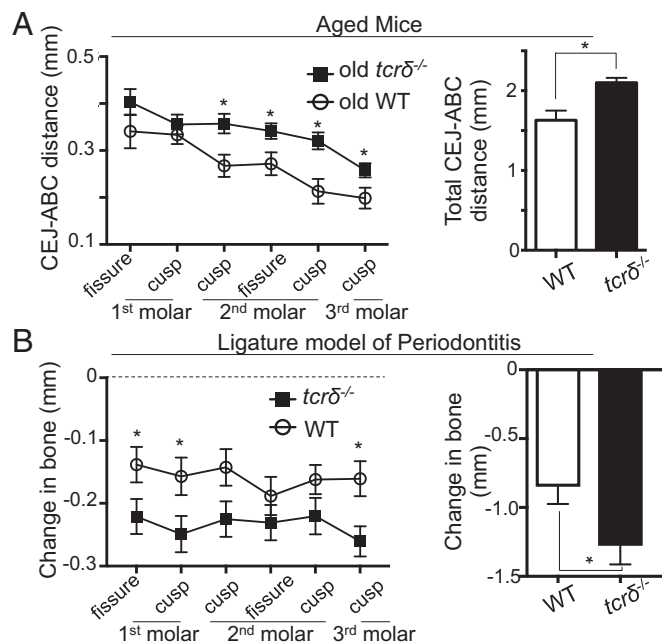 A
Aged Mice
CEJ-ABC distance (mm)
0.5
0.3
0.1
old tcrδ-/-
old WT
* * * *
fissure
cusp
cusp
fissure
cusp
cusp
1st molar
2nd molar
3rd molar
Total CEJ-ABC
distance (mm)
2
1
0
*
WT
tcrδ-/-
B
Ligature model of Periodontitis
Change in bone (mm)
0
-0.1
-0.2
-0.3
tcrδ-/-
WT
* * *
fissure
cusp
cusp
fissure
cusp
cusp
1st molar
2nd molar
3rd molar
Change in bone
(mm)
0
-0.5
-1.0
-1.5
*
WT
tcrδ-/-